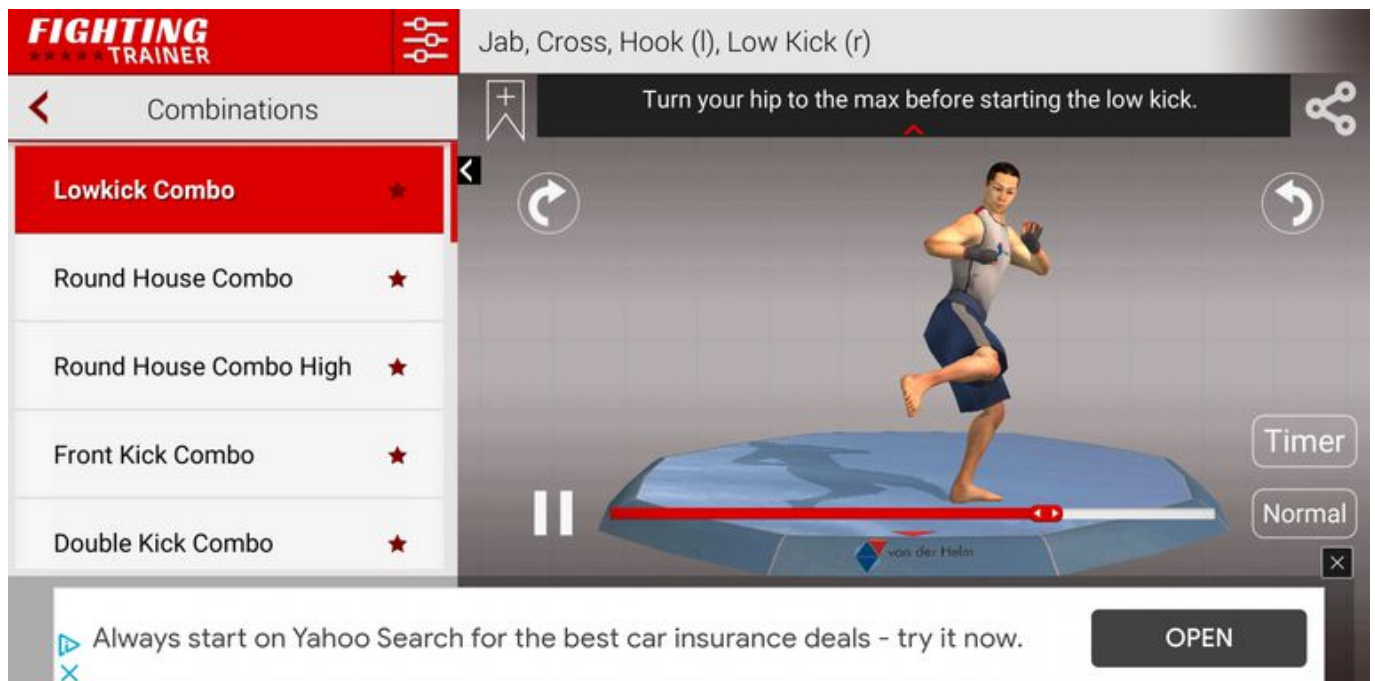 FIGHTING
TRAINER
Jab, Cross, Hook (l), Low Kick (r)
Combinations
Turn your hip to the max before starting the low kick.
Lowkick Combo
Round House Combo
Round House Combo High
Front Kick Combo
Double Kick Combo
Timer
Normal
von der Helm
Always start on Yahoo Search for the best car insurance deals - try it now.
OPEN